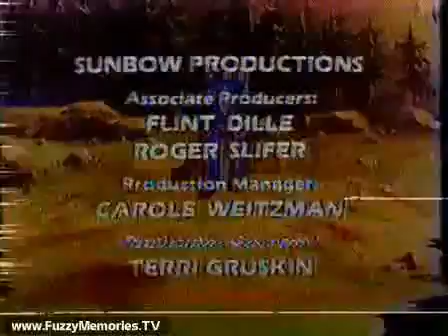 SUNBOW PRODUCTIONS
Associate Producers:
FLINT DILLE
ROGER SLIFER
Production Manager:
CAROLE WEITZMAN
TERRI GRUSKIN
www.FuzzyMemories.TV